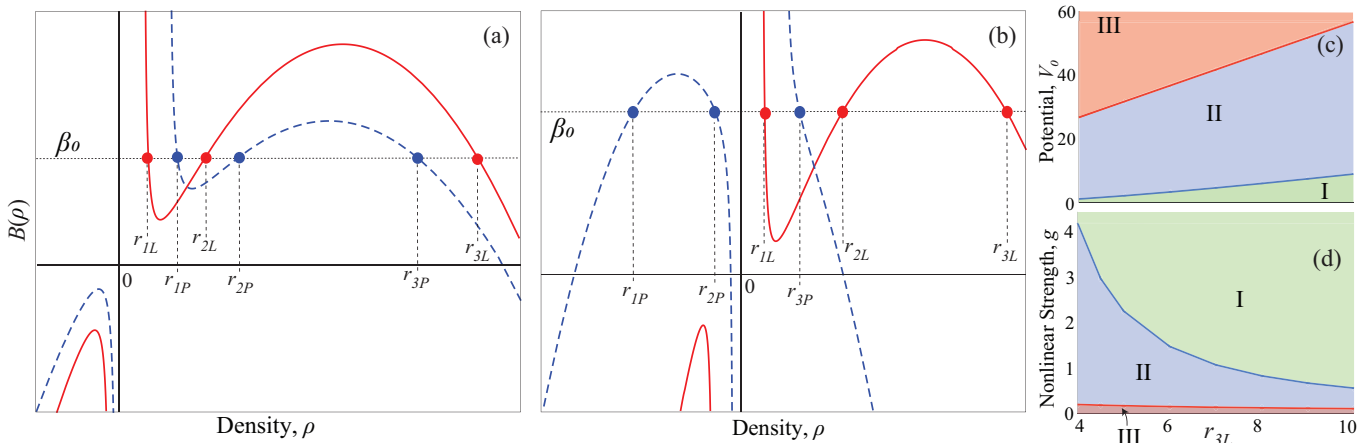 (a)
β₀
B(ρ)
r₁L r₂L r₃L
0 r₁P r₂P r₃P
Density, ρ
(b)
β₀
r₁L r₂L r₃L
r₁P r₂P 0 r₃P
Density, ρ
Potential, Vₒ
60
40
20
0
III
(c)
II
I
Nonlinear Strength, g
4
3
2
1
0
(d)
I
II
III
4 6 8 10
r₃L